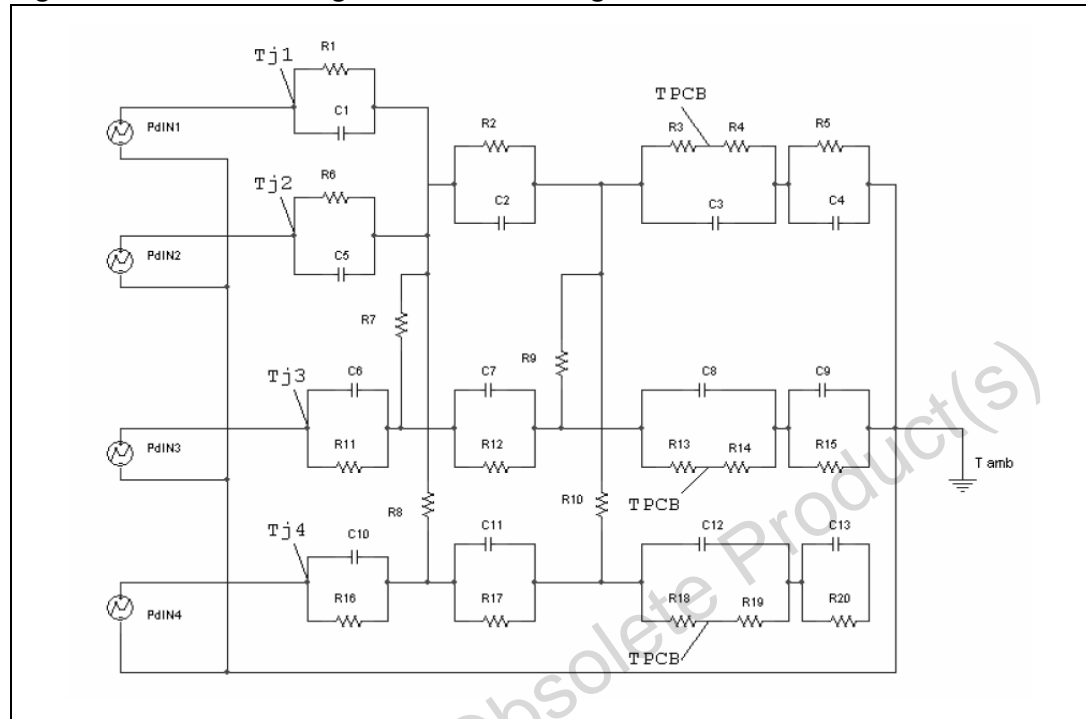 Tj1
R1
C1
PdIN1
TPCB
R2
R3
R4
R5
Tj2
R6
C2
C3
C4
PdIN2
C5
R7
R9
Tj3
C6
C7
C8
C9
PdIN3
R11
R12
R13
R14
R15
T amb
R8
R10
TPCB
Tj4
C10
C11
C12
C13
PdIN4
R16
R17
R18
R19
R20
TPCB
Obsolete Product(s)